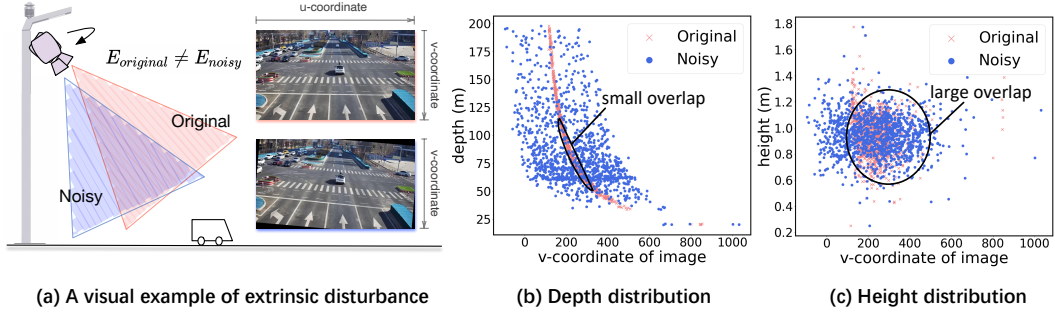 E_original ≠ E_noisy
Original
Noisy
u-coordinate
v-coordinate
v-coordinate
(a) A visual example of extrinsic disturbance
200
175
150
125
100
75
50
25
depth (m)
Original
Noisy
small overlap
0 200 400 600 800 1000
v-coordinate of image
(b) Depth distribution
1.8
1.6
1.4
1.2
1.0
0.8
0.6
0.4
0.2
height (m)
Original
Noisy
large overlap
0 200 400 600 800 1000
v-coordinate of image
(c) Height distribution